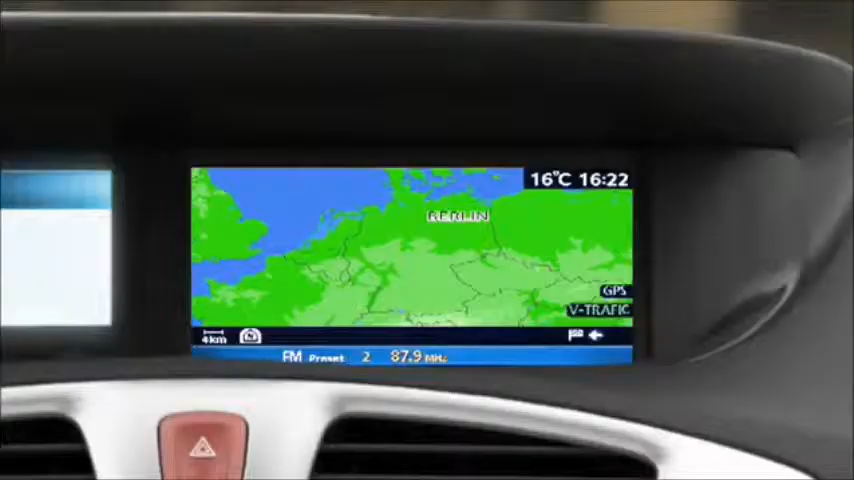 16°C 16:22
BERLIN
GPS
V-TRAFIC
4km N
FM Preset 2 87.9 MHz